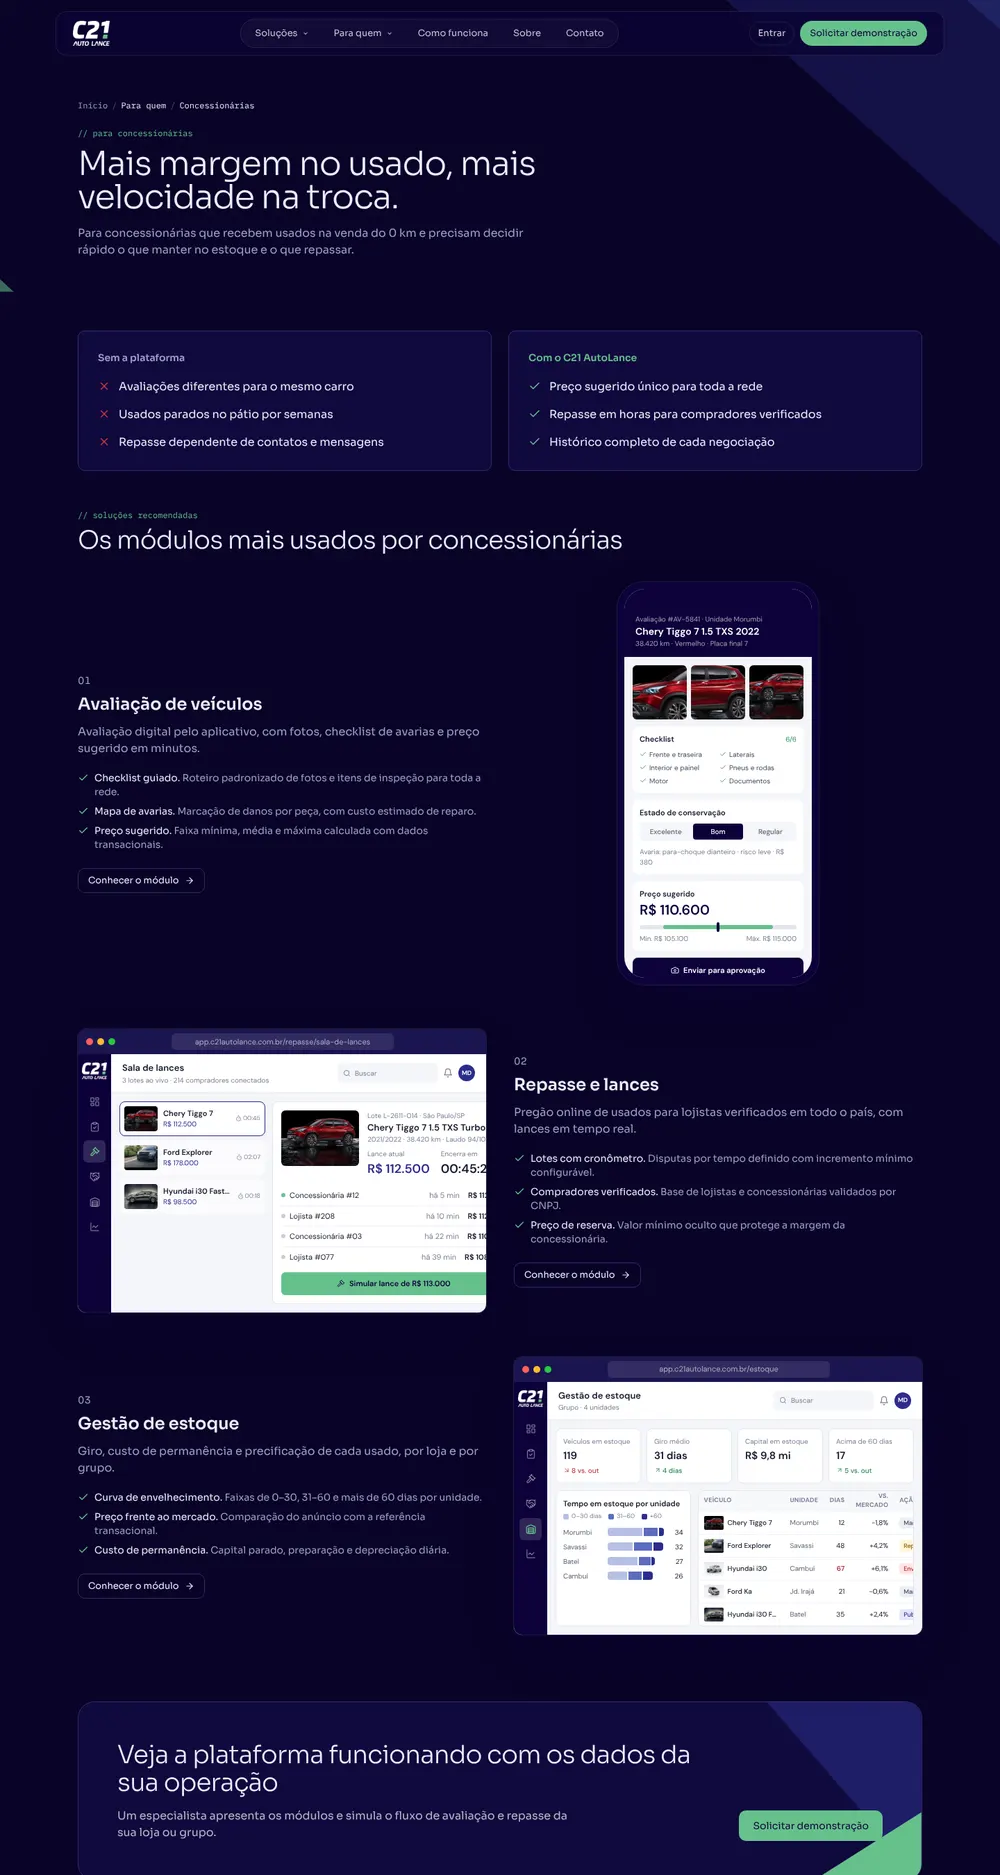 C21
AUTO LANCE
Soluções
Para quem
Como funciona
Sobre
Contato
Entrar
Solicitar demonstração
Início / Para quem / Concessionárias
// para concessionárias
Mais margem no usado, mais
velocidade na troca.
Para concessionárias que recebem usados na venda do 0 km e precisam decidir
rápido o que manter no estoque e o que repassar.
Sem a plataforma
Avaliações diferentes para o mesmo carro
Usados parados no pátio por semanas
Repasse dependente de contatos e mensagens
Com o C21 AutoLance
Preço sugerido único para toda a rede
Repasse em horas para compradores verificados
Histórico completo de cada negociação
// soluções recomendadas
Os módulos mais usados por concessionárias
01
Avaliação de veículos
Avaliação digital pelo aplicativo, com fotos, checklist de avarias e preço
sugerido em minutos.
Checklist guiado. Roteiro padronizado de fotos e itens de inspeção para toda a
rede.
Mapa de avarias. Marcação de danos por peça, com custo estimado de reparo.
Preço sugerido. Faixa mínima, média e máxima calculada com dados
transacionais.
Conhecer o módulo →
Avaliação #AV-5841 · Unidade Morumbi
Chery Tiggo 7 1.5 TXS 2022
38.420 km · Vermelho · Placa final 7
Checklist 6/6
Frente e traseira Laterais
Interior e painel Pneus e rodas
Motor Documentos
Estado de conservação
Excelente Bom Regular
Avaria: para-choque dianteiro · risco leve · R$
380
Preço sugerido
R$ 110.600
Mín. R$ 105.100 Máx. R$ 115.000
Enviar para aprovação
app.c21autolance.com.br/repasse/sala-de-lances
C21
AUTO LANCE
Sala de lances
3 lotes ao vivo · 214 compradores conectados
Buscar
MD
Chery Tiggo 7
R$ 112.500
00:45
Ford Explorer
R$ 178.000
02:07
Hyundai i30 Fast...
R$ 98.500
00:18
Lote L-2611-014 · São Paulo/SP
Chery Tiggo 7 1.5 TXS Turbo
2021/2022 · 38.420 km · Laudo 94/10
Lance atual Encerra em
R$ 112.500 00:45:2
Concessionária #12 há 5 min R$ 11
Lojista #208 há 10 min R$ 11
Concessionária #03 há 22 min R$ 11
Lojista #077 há 39 min R$ 10
Simular lance de R$ 113.000
02
Repasse e lances
Pregão online de usados para lojistas verificados em todo o país, com
lances em tempo real.
Lotes com cronômetro. Disputas por tempo definido com incremento mínimo
configurável.
Compradores verificados. Base de lojistas e concessionárias validados por
CNPJ.
Preço de reserva. Valor mínimo oculto que protege a margem da
concessionária.
Conhecer o módulo →
03
Gestão de estoque
Giro, custo de permanência e precificação de cada usado, por loja e por
grupo.
Curva de envelhecimento. Faixas de 0–30, 31–60 e mais de 60 dias por unidade.
Preço frente ao mercado. Comparação do anúncio com a referência
transacional.
Custo de permanência. Capital parado, preparação e depreciação diária.
Conhecer o módulo →
app.c21autolance.com.br/estoque
C21
AUTO LANCE
Gestão de estoque
Grupo · 4 unidades
Buscar
MD
Veículos em estoque
119
8 vs. out
Giro médio
31 dias
4 dias
Capital em estoque
R$ 9,8 mi
Acima de 60 dias
17
5 vs. out
Tempo em estoque por unidade
0–30 dias 31–60 +60
Morumbi 34
Savassi 32
Batel 27
Cambuí 26
VEÍCULO UNIDADE DIAS VS. MERCADO AÇÃ
Chery Tiggo 7 Morumbi 12 -1,8% Ma
Ford Explorer Savassi 48 +4,2% Rep
Hyundai i30 Cambuí 67 +6,1% Env
Ford Ka Jd. Irajá 21 -0,6% Ma
Hyundai i30 F... Batel 35 +2,4% Pub
Veja a plataforma funcionando com os dados da
sua operação
Um especialista apresenta os módulos e simula o fluxo de avaliação e repasse da
sua loja ou grupo.
Solicitar demonstração